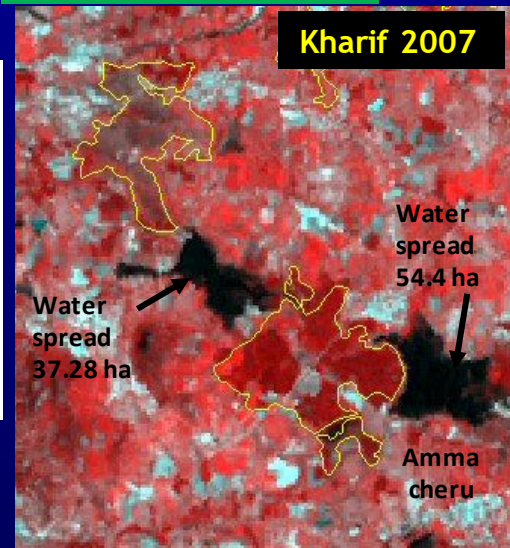 Kharif 2007
Water
spread
54.4 ha
Water
spread
37.28 ha
Amma
cheru